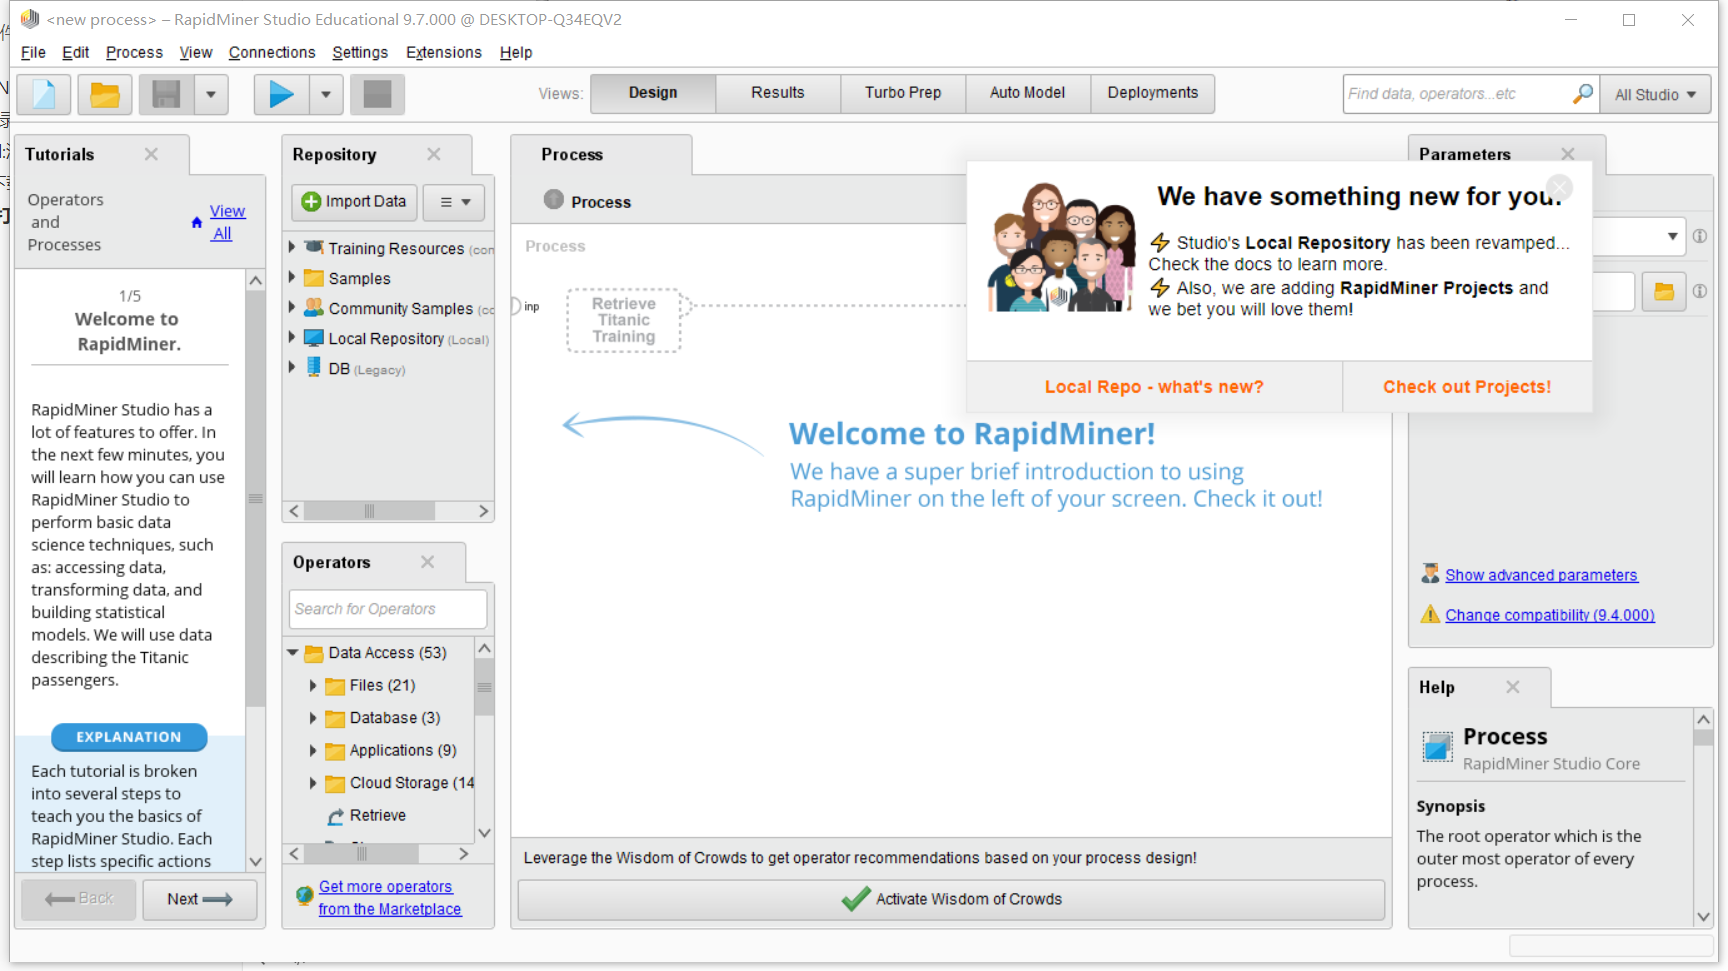 <new process> – RapidMiner Studio Educational 9.7.000 @ DESKTOP-Q34EQV2
File Edit Process View Connections Settings Extensions Help
Views: Design Results Turbo Prep Auto Model Deployments
Find data, operators...etc
All Studio
Tutorials
Operators
and
Processes
View
All
1/5
Welcome to
RapidMiner.
RapidMiner Studio has a
lot of features to offer. In
the next few minutes, you
will learn how you can use
RapidMiner Studio to
perform basic data
science techniques, such
as: accessing data,
transforming data, and
building statistical
models. We will use data
describing the Titanic
passengers.
EXPLANATION
Each tutorial is broken
into several steps to
teach you the basics of
RapidMiner Studio. Each
step lists specific actions
Back
Next
Repository
Import Data
Training Resources (con
Samples
Community Samples (co
Local Repository (Local)
DB (Legacy)
Operators
Search for Operators
Data Access (53)
Files (21)
Database (3)
Applications (9)
Cloud Storage (14
Retrieve
Get more operators
from the Marketplace
Process
Process
Process
inp
Retrieve
Titanic
Training
Welcome to RapidMiner!
We have a super brief introduction to using
RapidMiner on the left of your screen. Check it out!
Leverage the Wisdom of Crowds to get operator recommendations based on your process design!
Activate Wisdom of Crowds
We have something new for you!
Studio's Local Repository has been revamped...
Check the docs to learn more.
Also, we are adding RapidMiner Projects and
we bet you will love them!
Local Repo - what's new?
Check out Projects!
Parameters
Show advanced parameters
Change compatibility (9.4.000)
Help
Process
RapidMiner Studio Core
Synopsis
The root operator which is the
outer most operator of every
process.